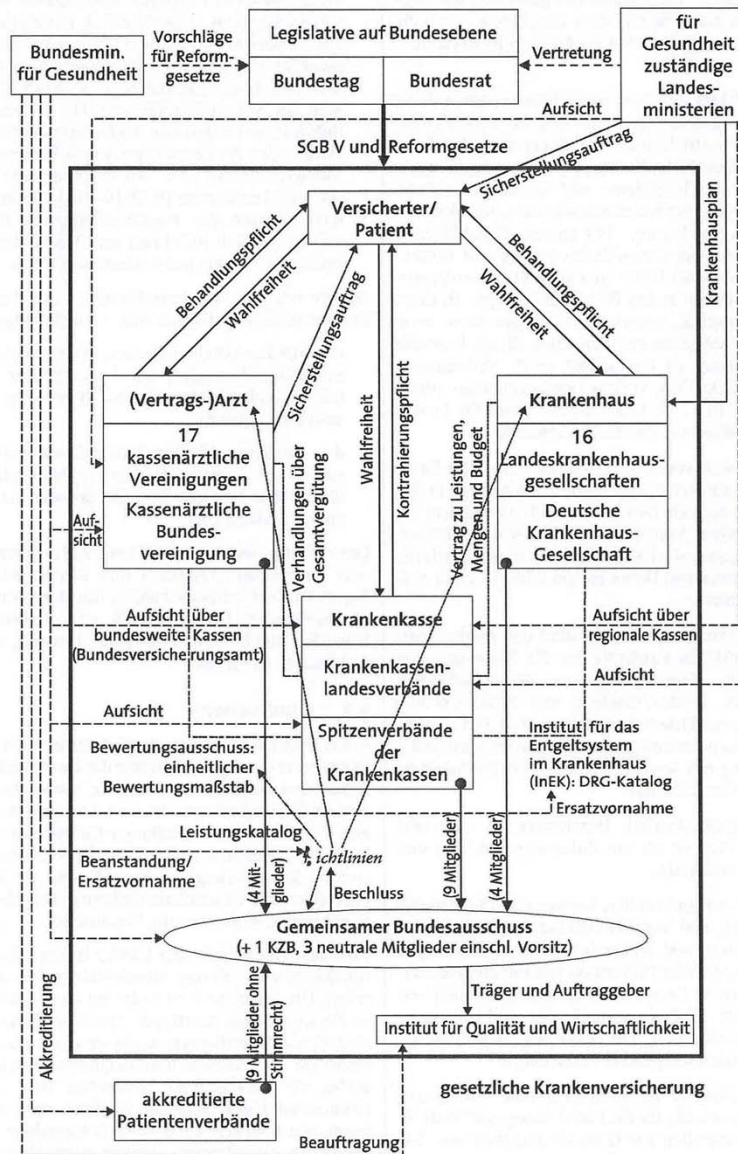 Bundesmin.
für Gesundheit
Vorschläge
für Reform-
gesetze
Legislative auf Bundesebene
Bundestag
Bundesrat
Vertretung
für
Gesundheit
zuständige
Landes-
ministerien
Aufsicht
SGB V und Reformgesetze
Sicherstellungsauftrag
Krankenhausplan
Versicherter/
Patient
Behandlungspflicht
Wahlfreiheit
Sicherstellungsauftrag
Wahlfreiheit
Kontrahierungspflicht
Behandlungspflicht
Wahlfreiheit
(Vertrags-)Arzt
17
kassenärztliche
Vereinigungen
Kassenärztliche
Bundes-
vereinigung
Auf-
sicht
Verhandlungen über
Gesamtvergütung
Vertrag zu Leistungen,
Mengen und Budget
Krankenhaus
16
Landeskrankenhaus-
gesellschaften
Deutsche
Krankenhaus-
Gesellschaft
Aufsicht über
bundesweite Kassen
(Bundesversicherungsamt)
Krankenkasse
Krankenkassen-
landesverbände
Spitzenverbände
der
Krankenkassen
Aufsicht über
regionale Kassen
Aufsicht
Aufsicht
Bewertungsausschuss:
einheitlicher
Bewertungsmaßstab
Institut für das
Entgeltsystem
im Krankenhaus
(InEK): DRG-Katalog
Ersatzvornahme
Leistungskatalog
Beanstandung/
Ersatzvornahme
ichtlinien
Beschluss
(4 Mit-
glieder)
(9 Mitglieder)
(4 Mitglieder)
Gemeinsamer Bundesausschuss
(+ 1 KZB, 3 neutrale Mitglieder einschl. Vorsitz)
Träger und Auftraggeber
Institut für Qualität und Wirtschaftlichkeit
Akkreditierung
(9 Mitglieder ohne
Stimmrecht)
akkreditierte
Patientenverbände
gesetzliche Krankenversicherung
Beauftragung